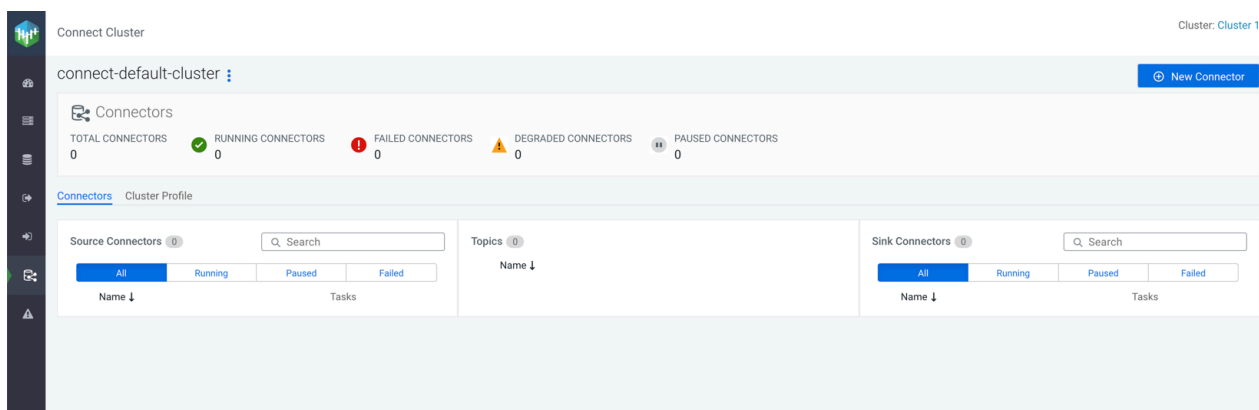 Connect Cluster
Cluster: Cluster 1
connect-default-cluster
New Connector
Connectors
TOTAL CONNECTORS
0
RUNNING CONNECTORS
0
FAILED CONNECTORS
0
DEGRADED CONNECTORS
0
PAUSED CONNECTORS
0
Connectors Cluster Profile
Source Connectors 0
Search
All Running Paused Failed
Name ↓ Tasks
Topics 0
Name ↓
Sink Connectors 0
Search
All Running Paused Failed
Name ↓ Tasks